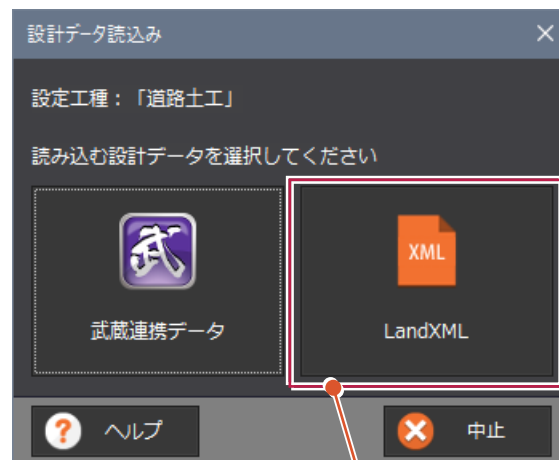 設計データ読込み
設定工種：「道路土工」
読み込む設計データを選択してください
武
XML
武蔵連携データ
LandXML
? ヘルプ
中止